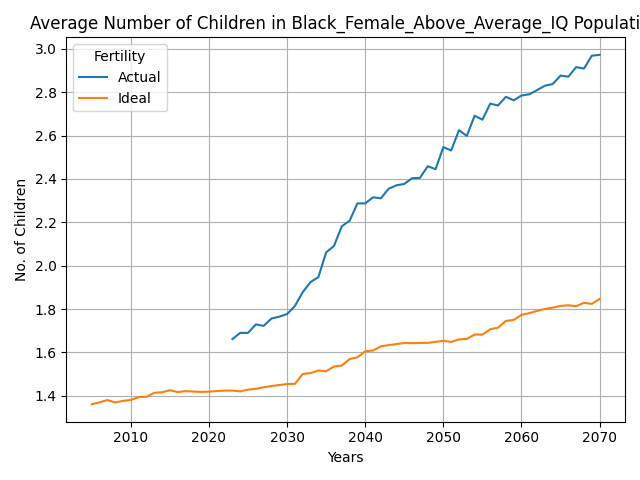 Average Number of Children in Black_Female_Above_Average_IQ Populati
Fertility
Actual
Ideal
No. of Children
3.0
2.8
2.6
2.4
2.2
2.0
1.8
1.6
1.4
2010 2020 2030 2040 2050 2060 2070
Years